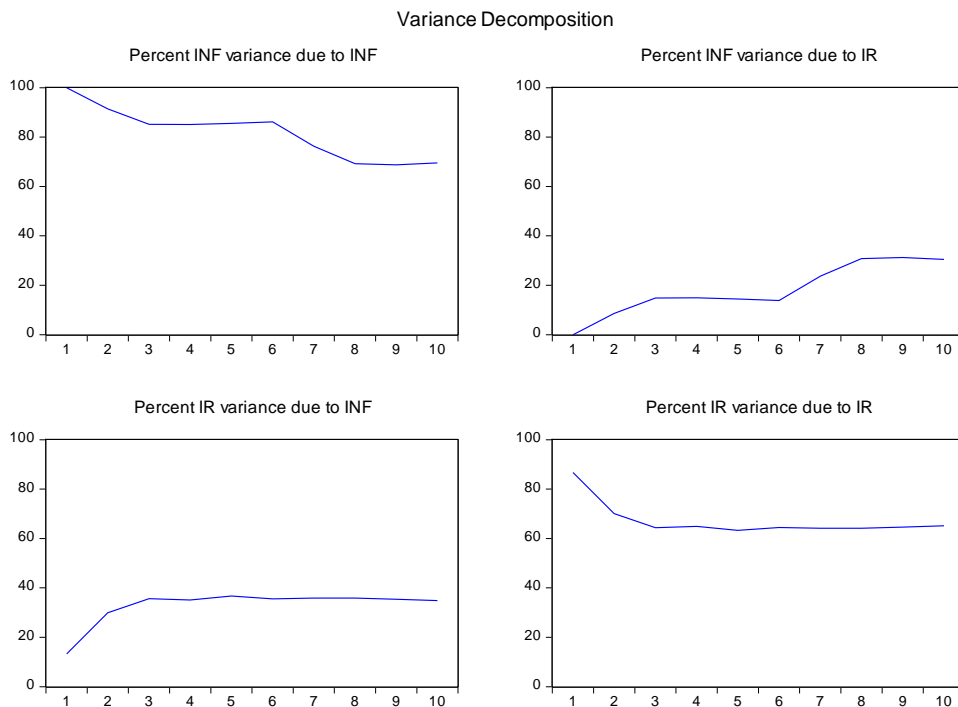 Variance Decomposition
Percent INF variance due to INF
100
80
60
40
20
0
1 2 3 4 5 6 7 8 9 10
Percent INF variance due to IR
100
80
60
40
20
0
1 2 3 4 5 6 7 8 9 10
Percent IR variance due to INF
100
80
60
40
20
0
1 2 3 4 5 6 7 8 9 10
Percent IR variance due to IR
100
80
60
40
20
0
1 2 3 4 5 6 7 8 9 10